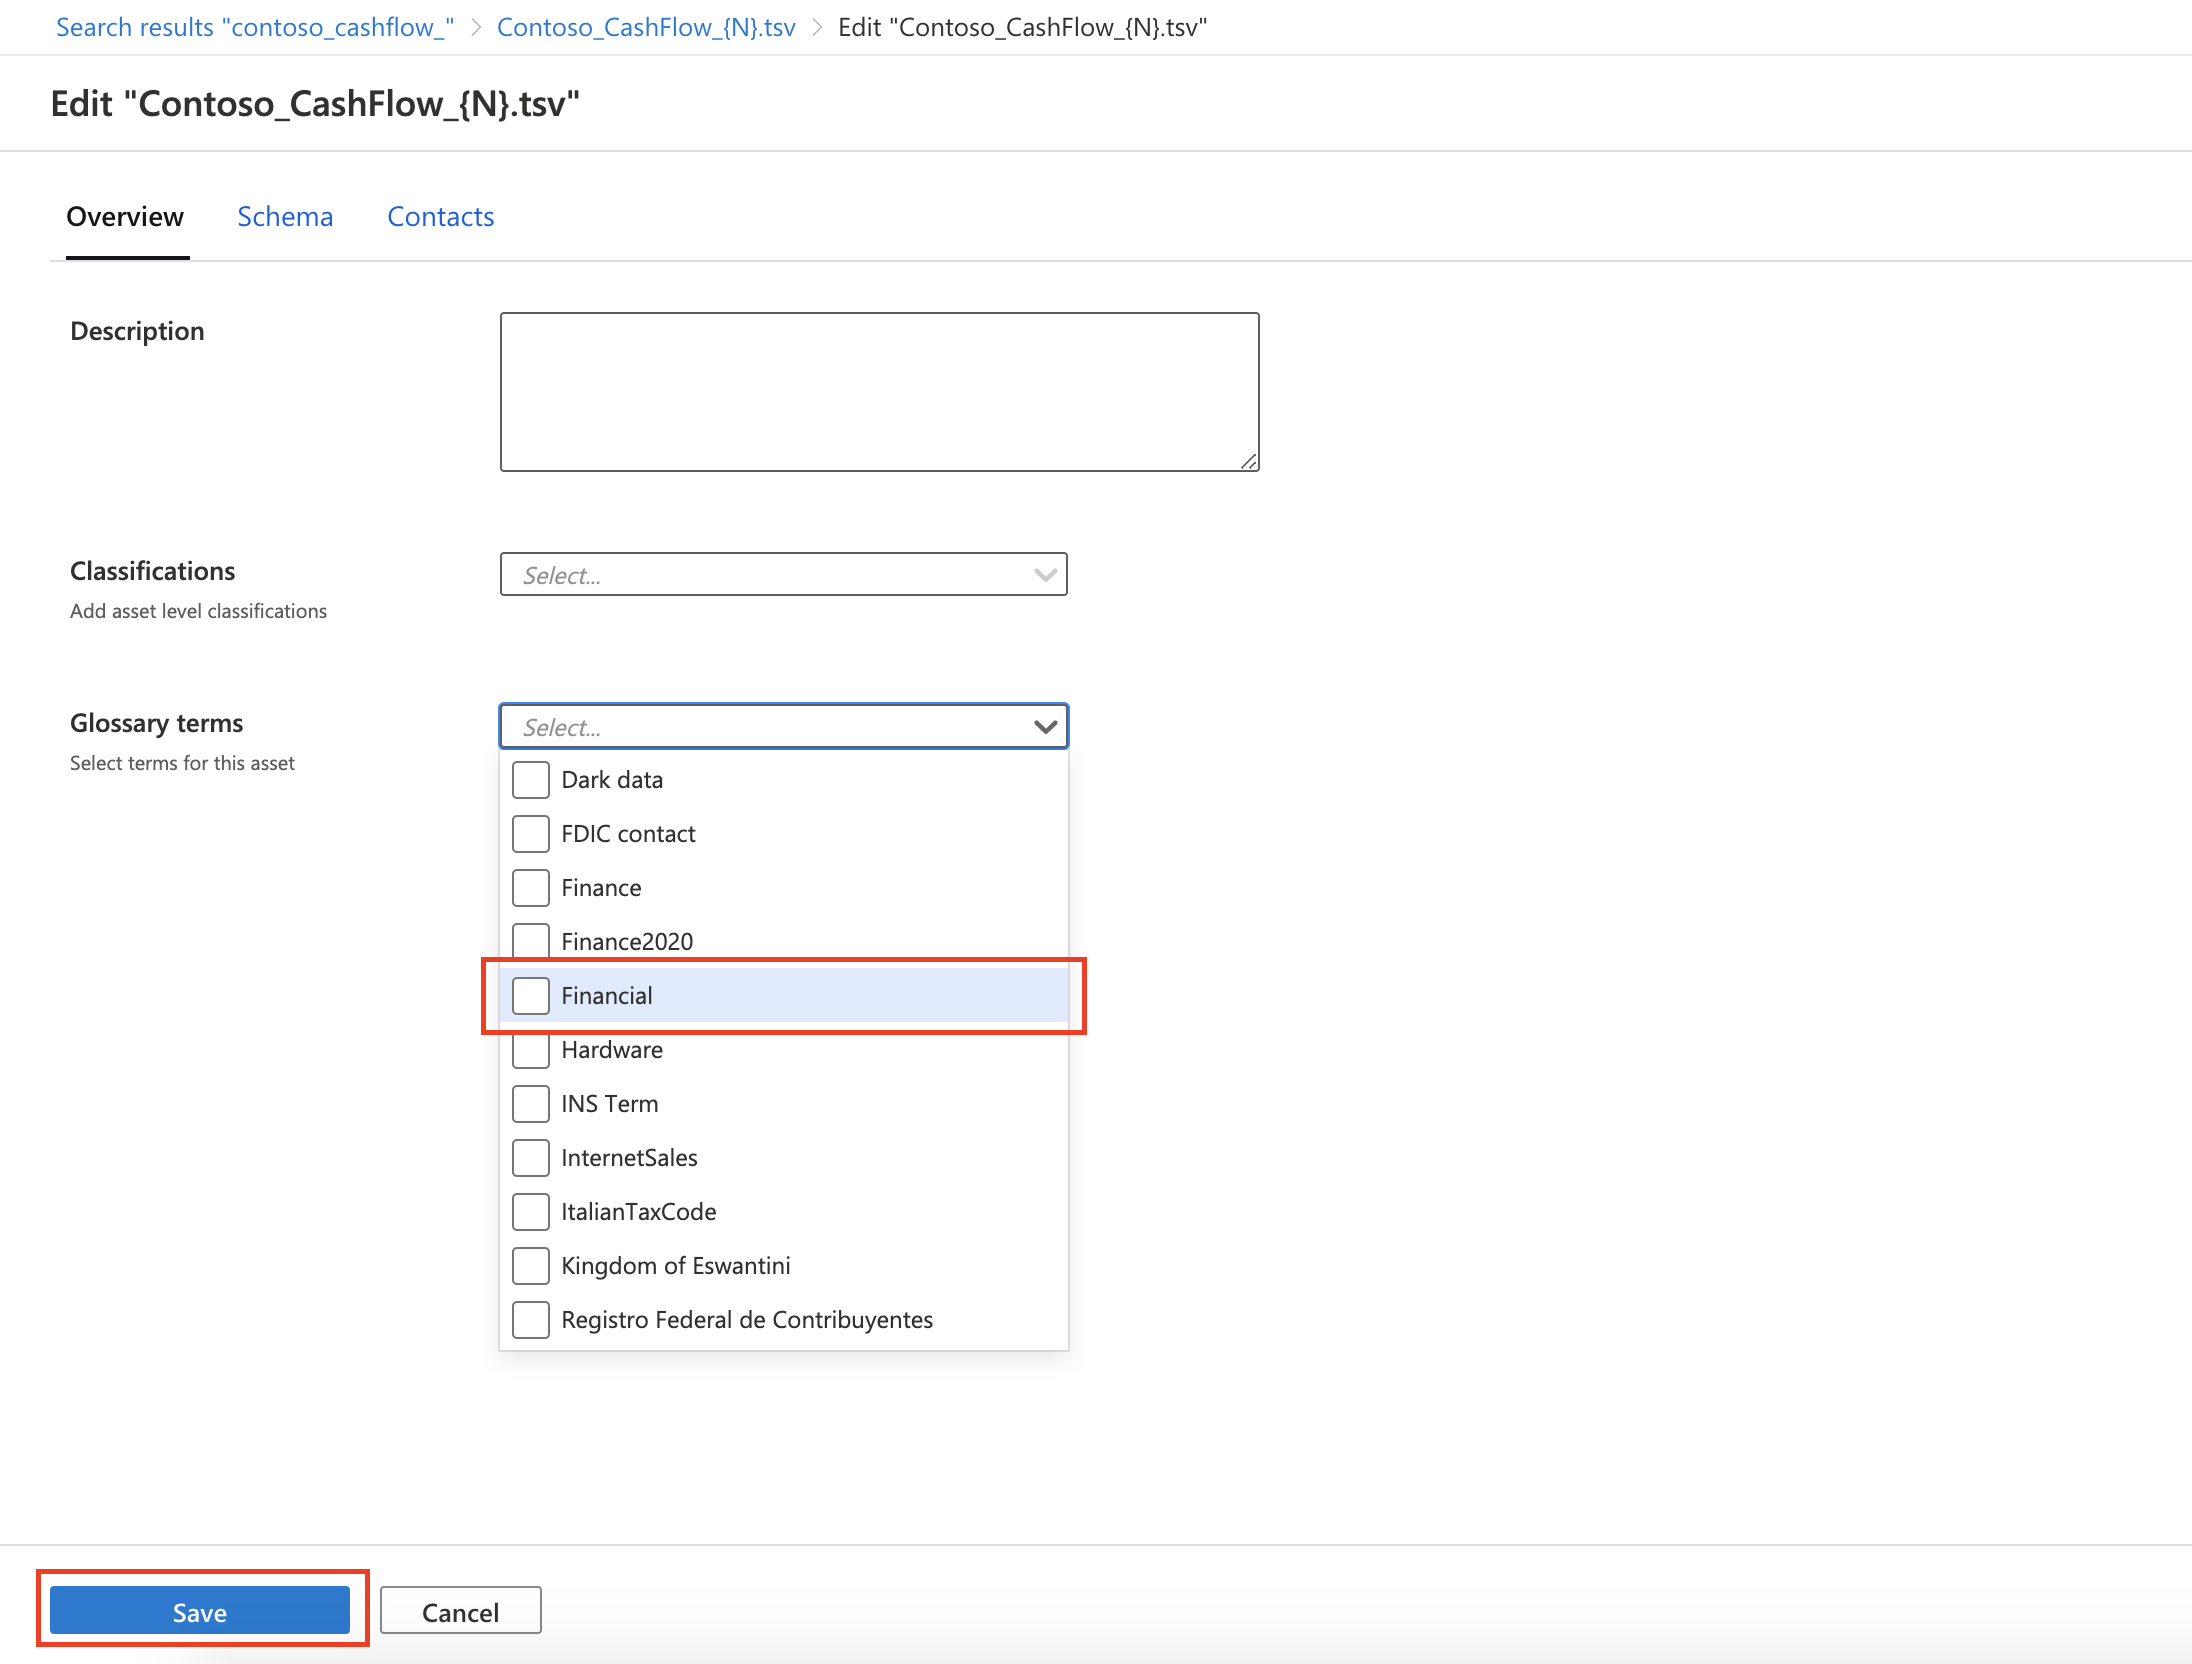 Search results "contoso_cashflow_" > Contoso_CashFlow_{N}.tsv > Edit "Contoso_CashFlow_{N}.tsv"
Edit "Contoso_CashFlow_{N}.tsv"
Overview Schema Contacts
Description
Classifications
Select...
Add asset level classifications
Glossary terms
Select...
Select terms for this asset
Dark data
FDIC contact
Finance
Finance2020
Financial
Hardware
INS Term
InternetSales
ItalianTaxCode
Kingdom of Eswantini
Registro Federal de Contribuyentes
Save Cancel